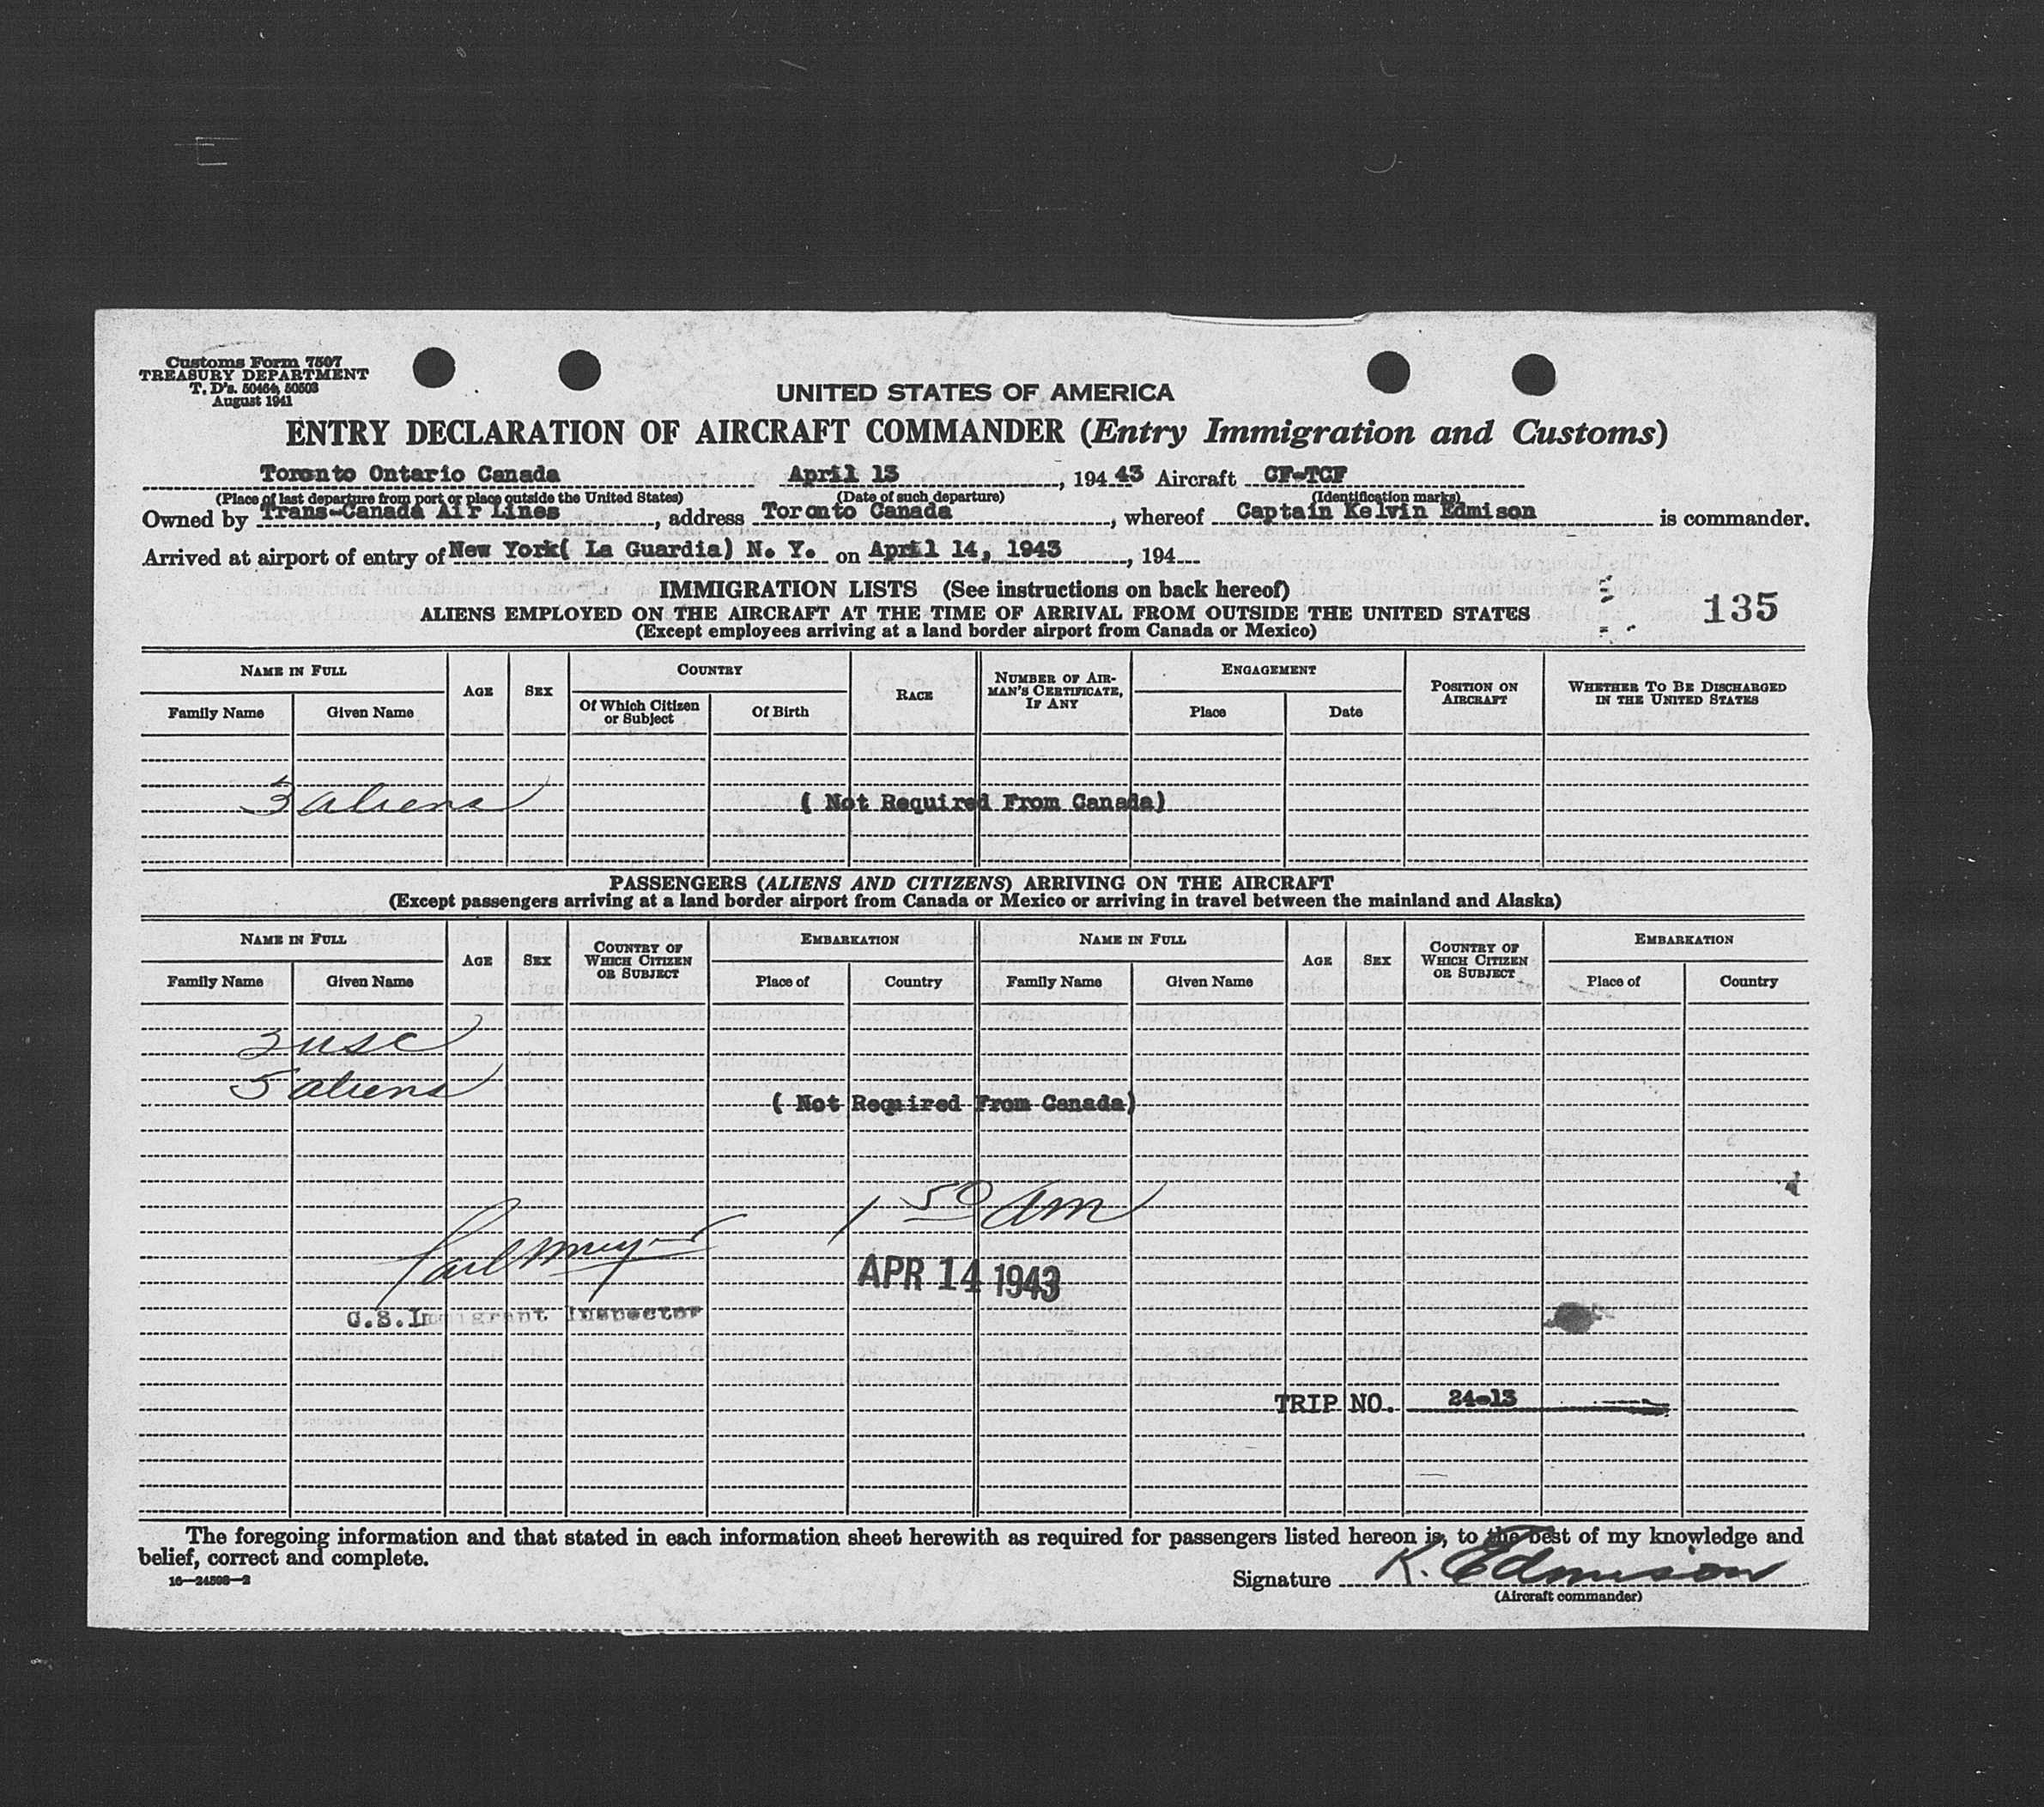 Customs Form 7507
TREASURY DEPARTMENT
T. D's. 50464, 50503
August 1941
UNITED STATES OF AMERICA
ENTRY DECLARATION OF AIRCRAFT COMMANDER (Entry Immigration and Customs)
Toronto Ontario Canada April 13, 194 43 Aircraft CF-TCF
(Place of last departure from port or place outside the United States) (Date of such departure) (Identification marks)
Owned by Trans-Canada Air Lines, address Toronto Canada, whereof Captain Kelvin Edmison is commander.
Arrived at airport of entry of New York( La Guardia) N. Y. on April 14, 1943, 194
IMMIGRATION LISTS (See instructions on back hereof)
135
ALIENS EMPLOYED ON THE AIRCRAFT AT THE TIME OF ARRIVAL FROM OUTSIDE THE UNITED STATES
(Except employees arriving at a land border airport from Canada or Mexico)
NAME IN FULL AGE SEX COUNTRY RACE NUMBER OF AIR-MAN'S CERTIFICATE, IF ANY ENGAGEMENT POSITION ON AIRCRAFT WHETHER TO BE DISCHARGED IN THE UNITED STATES
Family Name Given Name Of Which Citizen or Subject Of Birth Place Date
3 aliens ( Not Required From Canada)
PASSENGERS (ALIENS AND CITIZENS) ARRIVING ON THE AIRCRAFT
(Except passengers arriving at a land border airport from Canada or Mexico or arriving in travel between the mainland and Alaska)
NAME IN FULL AGE SEX COUNTRY OF WHICH CITIZEN OR SUBJECT EMBARKATION NAME IN FULL AGE SEX COUNTRY OF WHICH CITIZEN OR SUBJECT EMBARKATION
Family Name Given Name Place of Country Family Name Given Name Place of Country
3 USC
5 aliens
( Not Required From Canada)
1 50 AM
APR 14 1943
U.S. Immigrant Inspector
TRIP NO. 24-13
The foregoing information and that stated in each information sheet herewith as required for passengers listed hereon is, to the best of my knowledge and
belief, correct and complete.
16—24598—2
Signature K. Edmison
(Aircraft commander)